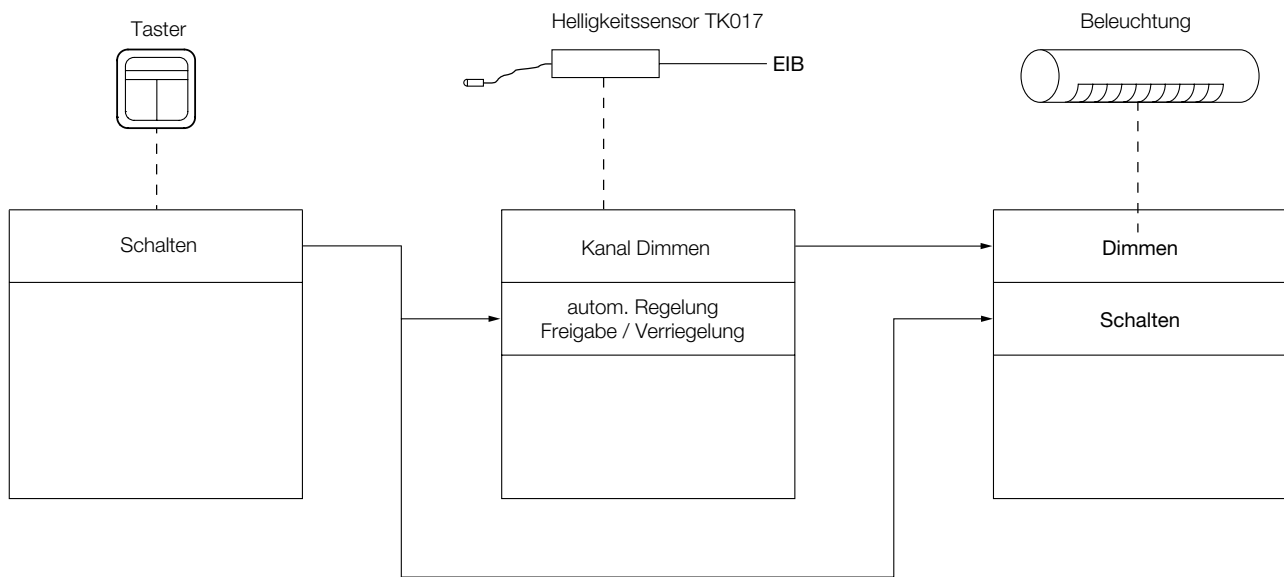 Taster
Helligkeitssensor TK017
Beleuchtung
EIB
Schalten
Kanal Dimmen
Dimmen
autom. Regelung
Freigabe / Verriegelung
Schalten